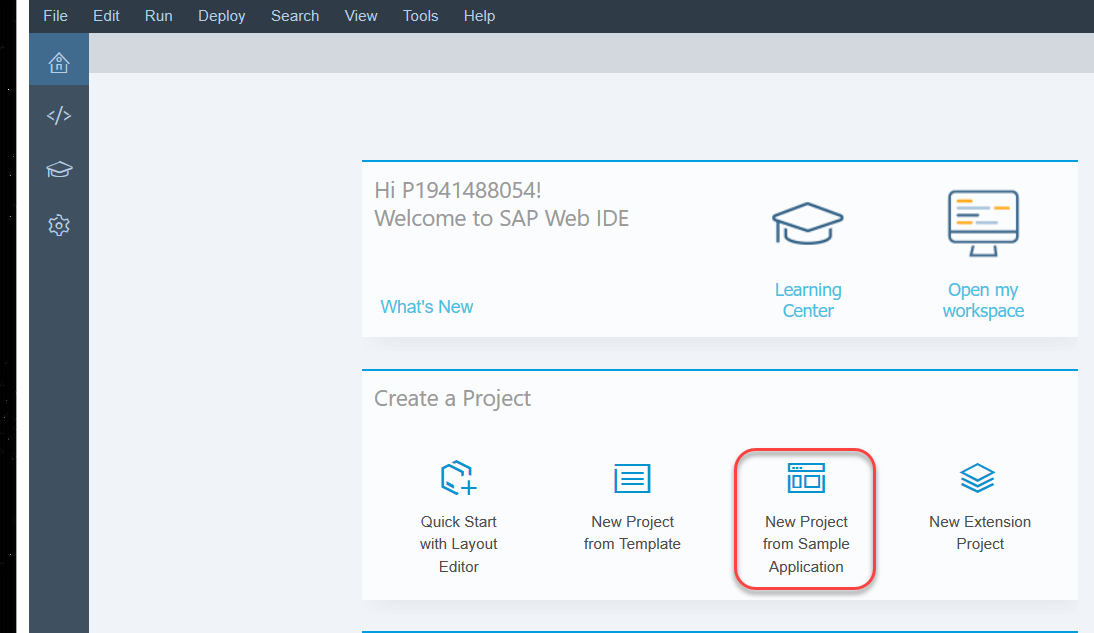 File Edit Run Deploy Search View Tools Help
Hi P1941488054!
Welcome to SAP Web IDE
What's New
Learning
Center
Open my
workspace
Create a Project
Quick Start
with Layout
Editor
New Project
from Template
New Project
from Sample
Application
New Extension
Project